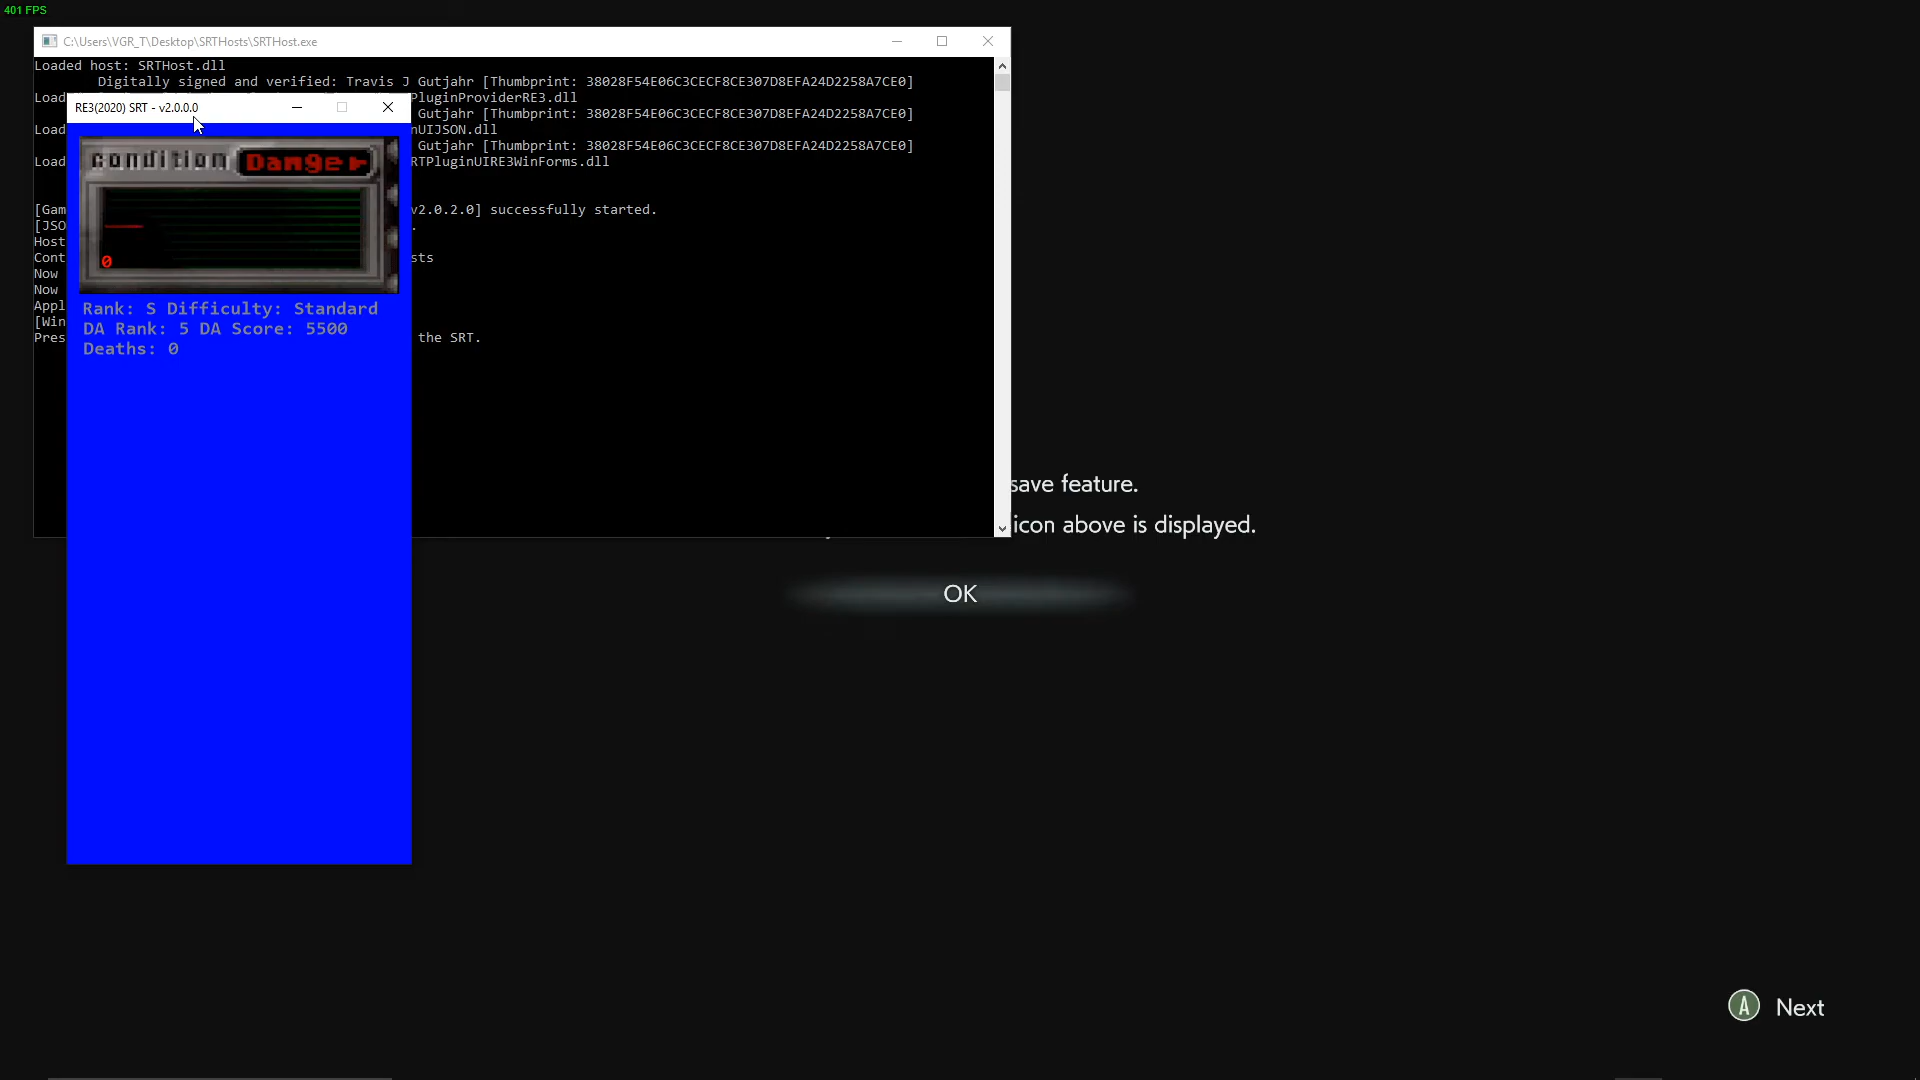 401 FPS
C:\Users\VGR_T\Desktop\SRTHosts\SRTHost.exe
Loaded host: SRTHost.dll
Digitally signed and verified: Travis J Gutjahr [Thumbprint: 38028F54E06C3CECF8CE307D8EFA24D2258A7CE0]
Load PluginProviderRE3.dll
Gutjahr [Thumbprint: 38028F54E06C3CECF8CE307D8EFA24D2258A7CE0]
Load nUIJSON.dll
Gutjahr [Thumbprint: 38028F54E06C3CECF8CE307D8EFA24D2258A7CE0]
Load RTPluginUIRE3WinForms.dll
[Gam v2.0.2.0] successfully started.
[JSO .
Host
Cont sts
Now
Now
Appl
[Win
Pres the SRT.
RE3(2020) SRT - v2.0.0.0
condition Danger
0
Rank: S Difficulty: Standard
DA Rank: 5 DA Score: 5500
Deaths: 0
save feature.
icon above is displayed.
OK
A Next